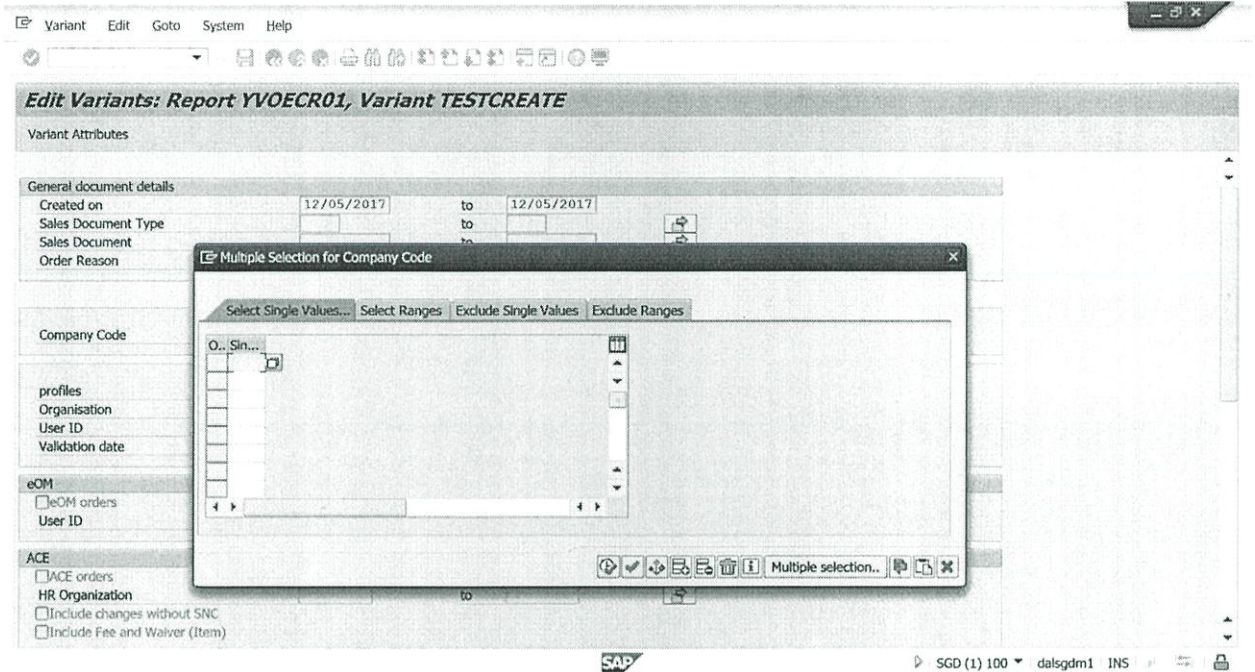 Variant Edit Goto System Help
Edit Variants: Report YVOECR01, Variant TESTCREATE
Variant Attributes
General document details
Created on 12/05/2017 to 12/05/2017
Sales Document Type to
Sales Document to
Order Reason
Multiple Selection for Company Code
Select Single Values... Select Ranges Exclude Single Values Exclude Ranges
Company Code
O.. Sin...
profiles
Organisation
User ID
Validation date
eOM
eOM orders
User ID
Multiple selection..
ACE
ACE orders
HR Organization to
Include changes without SNC
Include Fee and Waiver (Item)
SAP SGD (1) 100 dalsgdm1 INS